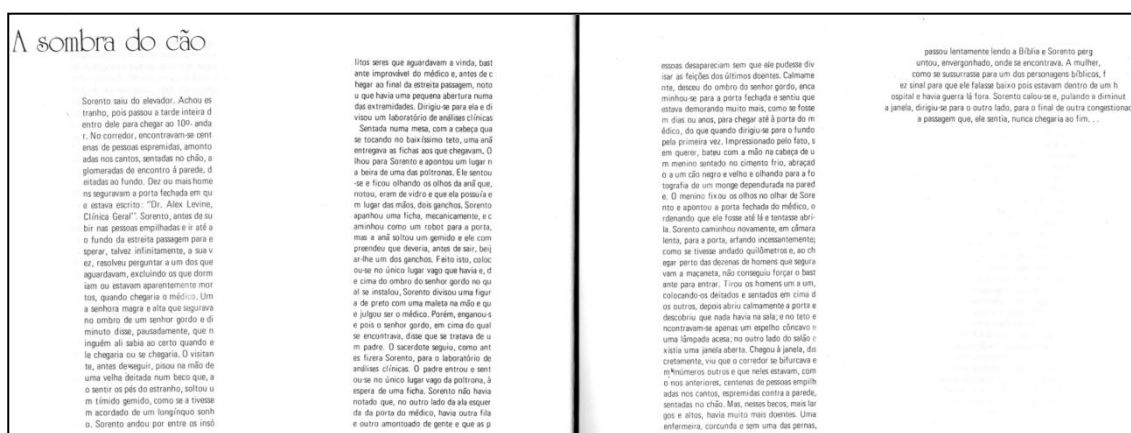 A sombra do cão
Sorento saiu do elevador. Achou es
tranho, pois passou a tarde inteira d
entro dele para chegar ao 10º- anda
r. No corredor, encontravam-se cent
enas de pessoas espremidas, amonto
adas nos cantos, sentadas no chão, a
glomeradas de encontro à parede, d
eitadas ao fundo. Dez ou mais home
ns seguravam a porta fechada em qu
e estava escrito: "Dr. Alex Levine,
Clínica Geral". Sorento, antes de su
bir nas pessoas empilhadas e ir até a
o fundo da estreita passagem para e
sperar, talvez infinitamente, a sua v
ez, resolveu perguntar a um dos que
aguardavam, excluindo os que dorm
iam ou estavam aparentemente mor
tos, quando chegaria o médico. Um
a senhora magra e alta que segurava
no ombro de um senhor gordo e di
minuto disse, pausadamente, que n
inguém ali sabia ao certo quando e
le chegaria ou se chegaria. O visitan
te, antes de seguir, pisou na mão de
uma velha deitada num beco que, a
o sentir os pés do estranho, soltou u
m tímido gemido, como se a tivesse
m acordado de um longínquo sonh
o. Sorento andou por entre os insó
litos seres que aguardavam a vinda, bast
ante improvável do médico e, antes de c
hegar ao final da estreita passagem, noto
u que havia uma pequena abertura numa
das extremidades. Dirigiu-se para ela e di
visou um laboratório de análises clínicas
Sentada numa mesa, com a cabeça qua
se tocando no baixíssimo teto, uma anã
entregava as fichas aos que chegavam. O
lhou para Sorento e apontou um lugar n
a beira de uma das poltronas. Ele sentou
-se e ficou olhando os olhos da anã que,
notou, eram de vidro e que ela possuía e
m lugar das mãos, dois ganchos. Sorento
apanhou uma ficha, mecanicamente, e c
aminhou como um robot para a porta,
mas a anã soltou um gemido e ele com
preendeu que deveria, antes de sair, beij
ar-lhe um dos ganchos. Feito isto, coloc
ou-se no único lugar vago que havia e, d
e cima do ombro do senhor gordo no qu
al se instalou, Sorento divisou uma figur
a de preto com uma maleta na mão e qu
e julgou ser o médico. Porém, enganou-s
e pois o senhor gordo, em cima do qual
se encontrava, disse que se tratava de u
m padre. O sacerdote seguiu, como ant
es fizera Sorento, para o laboratório de
análises clínicas. O padre entrou e sent
ou-se no único lugar vago da poltrona, à
espera de uma ficha. Sorento não havia
notado que, no outro lado da ala esquer
da da porta do médico, havia outra fila
e outro amontoado de gente e que as p
essoas desapareciam sem que ele pudesse div
isar as feições dos últimos doentes. Calmame
nte, desceu do ombro do senhor gordo, enca
minhou-se para a porta fechada e sentiu que
estava demorando muito mais, como se fosse
m dias ou anos, para chegar até à porta do m
édico, do que quando dirigiu-se para o fundo
pela primeira vez. Impressionado pelo fato, s
em querer, bateu com a mão na cabeça de u
m menino sentado no cimento frio, abraçad
o a um cão negro e velho e olhando para a fo
tografia de um monge dependurada na pared
e. O menino fixou os olhos no olhar de Sore
nto e apontou a porta fechada do médico, o
rdenando que ele fosse até lá e tentasse abri-
la. Sorento caminhou novamente, em câmara
lenta, para a porta, arfando incessantemente;
como se tivesse andado quilômetros e, ao ch
egar perto das dezenas de homens que segura
vam a maçaneta, não conseguiu forçar o bast
ante para entrar. Tirou os homens um a um,
colocando-os deitados e sentados em cima d
os outros, depois abriu calmamente a porta e
descobriu que nada havia na sala; e no teto e
ncontravam-se apenas um espelho côncavo e
uma lâmpada acesa; no outro lado do salão e
xistia uma janela aberta. Chegou à janela, dis
cretamente, viu que o corredor se bifurcava e
m inúmeros outros e que neles estavam, com
o nos anteriores, centenas de pessoas empilh
adas nos cantos, espremidas contra a parede,
sentadas no chão. Mas, nesses becos, mais lar
gos e altos, havia muito mais doentes. Uma
enfermeira, corcunda e sem uma das pernas,
passou lentamente lendo a Bíblia e Sorento perg
untou, envergonhado, onde se encontrava. A mulher,
como se sussurrasse para um dos personagens bíblicos, f
ez sinal para que ele falasse baixo pois estavam dentro de um h
ospital e havia guerra lá fora. Sorento calou-se e, pulando a diminut
a janela, dirigiu-se para o outro lado, para o final de outra congestionad
a passagem que, ele sentia, nunca chegaria ao fim. . .